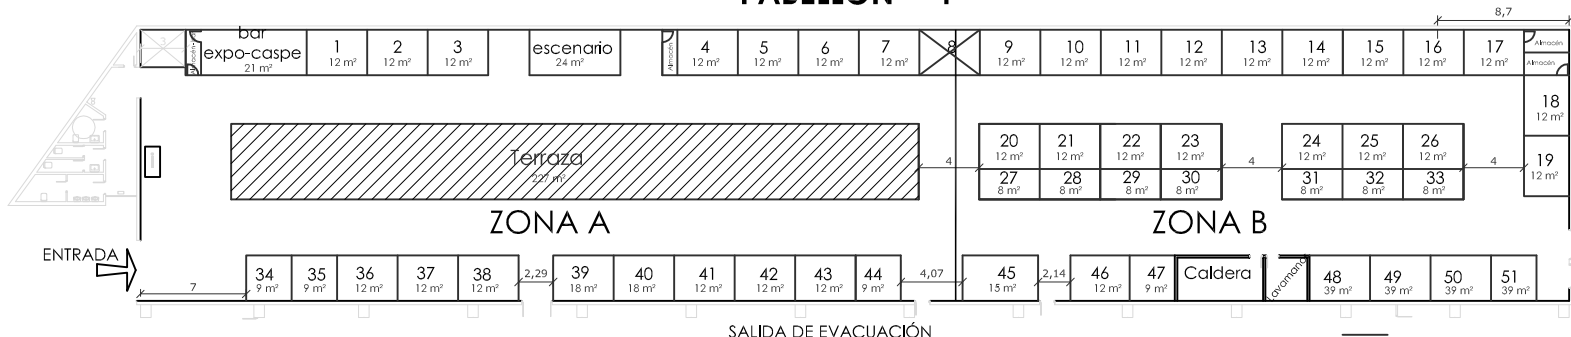 8,7
bar
expo-caspe
21 m²
Almacén
1
12 m²
2
12 m²
3
12 m²
escenario
24 m²
Almacén
4
12 m²
5
12 m²
6
12 m²
7
12 m²
8
9
12 m²
10
12 m²
11
12 m²
12
12 m²
13
12 m²
14
12 m²
15
12 m²
16
12 m²
17
12 m²
Almacén
Almacén
18
12 m²
19
12 m²
Terraza
227 m²
4
20
12 m²
21
12 m²
22
12 m²
23
12 m²
4
24
12 m²
25
12 m²
26
12 m²
4
27
8 m²
28
8 m²
29
8 m²
30
8 m²
31
8 m²
32
8 m²
33
8 m²
ZONA A
ZONA B
ENTRADA
7
34
9 m²
35
9 m²
36
12 m²
37
12 m²
38
12 m²
2,29
39
18 m²
40
18 m²
41
12 m²
42
12 m²
43
12 m²
44
9 m²
4,07
45
15 m²
2,14
46
12 m²
47
9 m²
Caldera
Lavamanos
48
39 m²
49
39 m²
50
39 m²
51
39 m²
SALIDA DE EVACUACIÓN